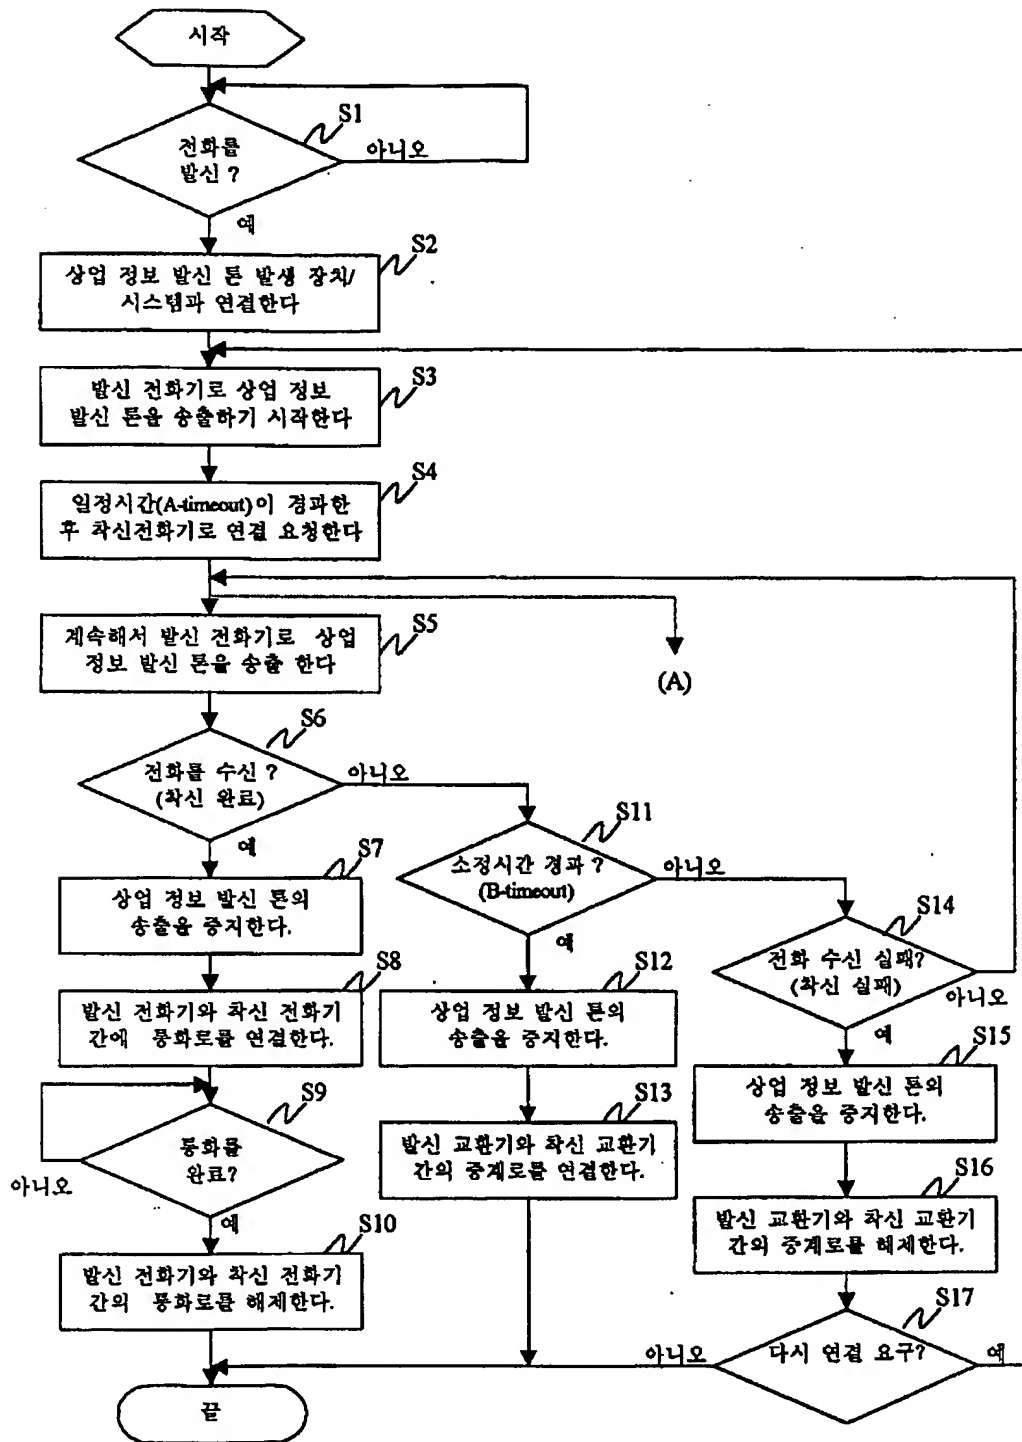 시작
S1
전화를
발신 ?
아니오
예
S2
상업 정보 발신 톤 발생 장치/
시스템과 연결한다
S3
발신 전화기로 상업 정보
발신 톤을 송출하기 시작한다
S4
일정시간(A-timeout)이 경과한
후 착신전화기로 연결 요청한다
S5
계속해서 발신 전화기로 상업
정보 발신 톤을 송출 한다
(A)
S6
전화를 수신 ?
(착신 완료)
아니오
예
S7
상업 정보 발신 톤의
송출을 중지한다.
S8
발신 전화기와 착신 전화기
간에 통화로를 연결한다.
S9
통화를
완료?
아니오
예
S10
발신 전화기와 착신 전화기
간의 통화로를 해제한다.
S11
소정시간 경과 ?
(B-timeout)
아니오
예
S12
상업 정보 발신 톤의
송출을 중지한다.
S13
발신 교환기와 착신 교환기
간의 중계로를 연결한다.
S14
전화 수신 실패?
(착신 실패)
아니오
예
S15
상업 정보 발신 톤의
송출을 중지한다.
S16
발신 교환기와 착신 교환기
간의 중계로를 해제한다.
S17
다시 연결 요구?
아니오
예
끝